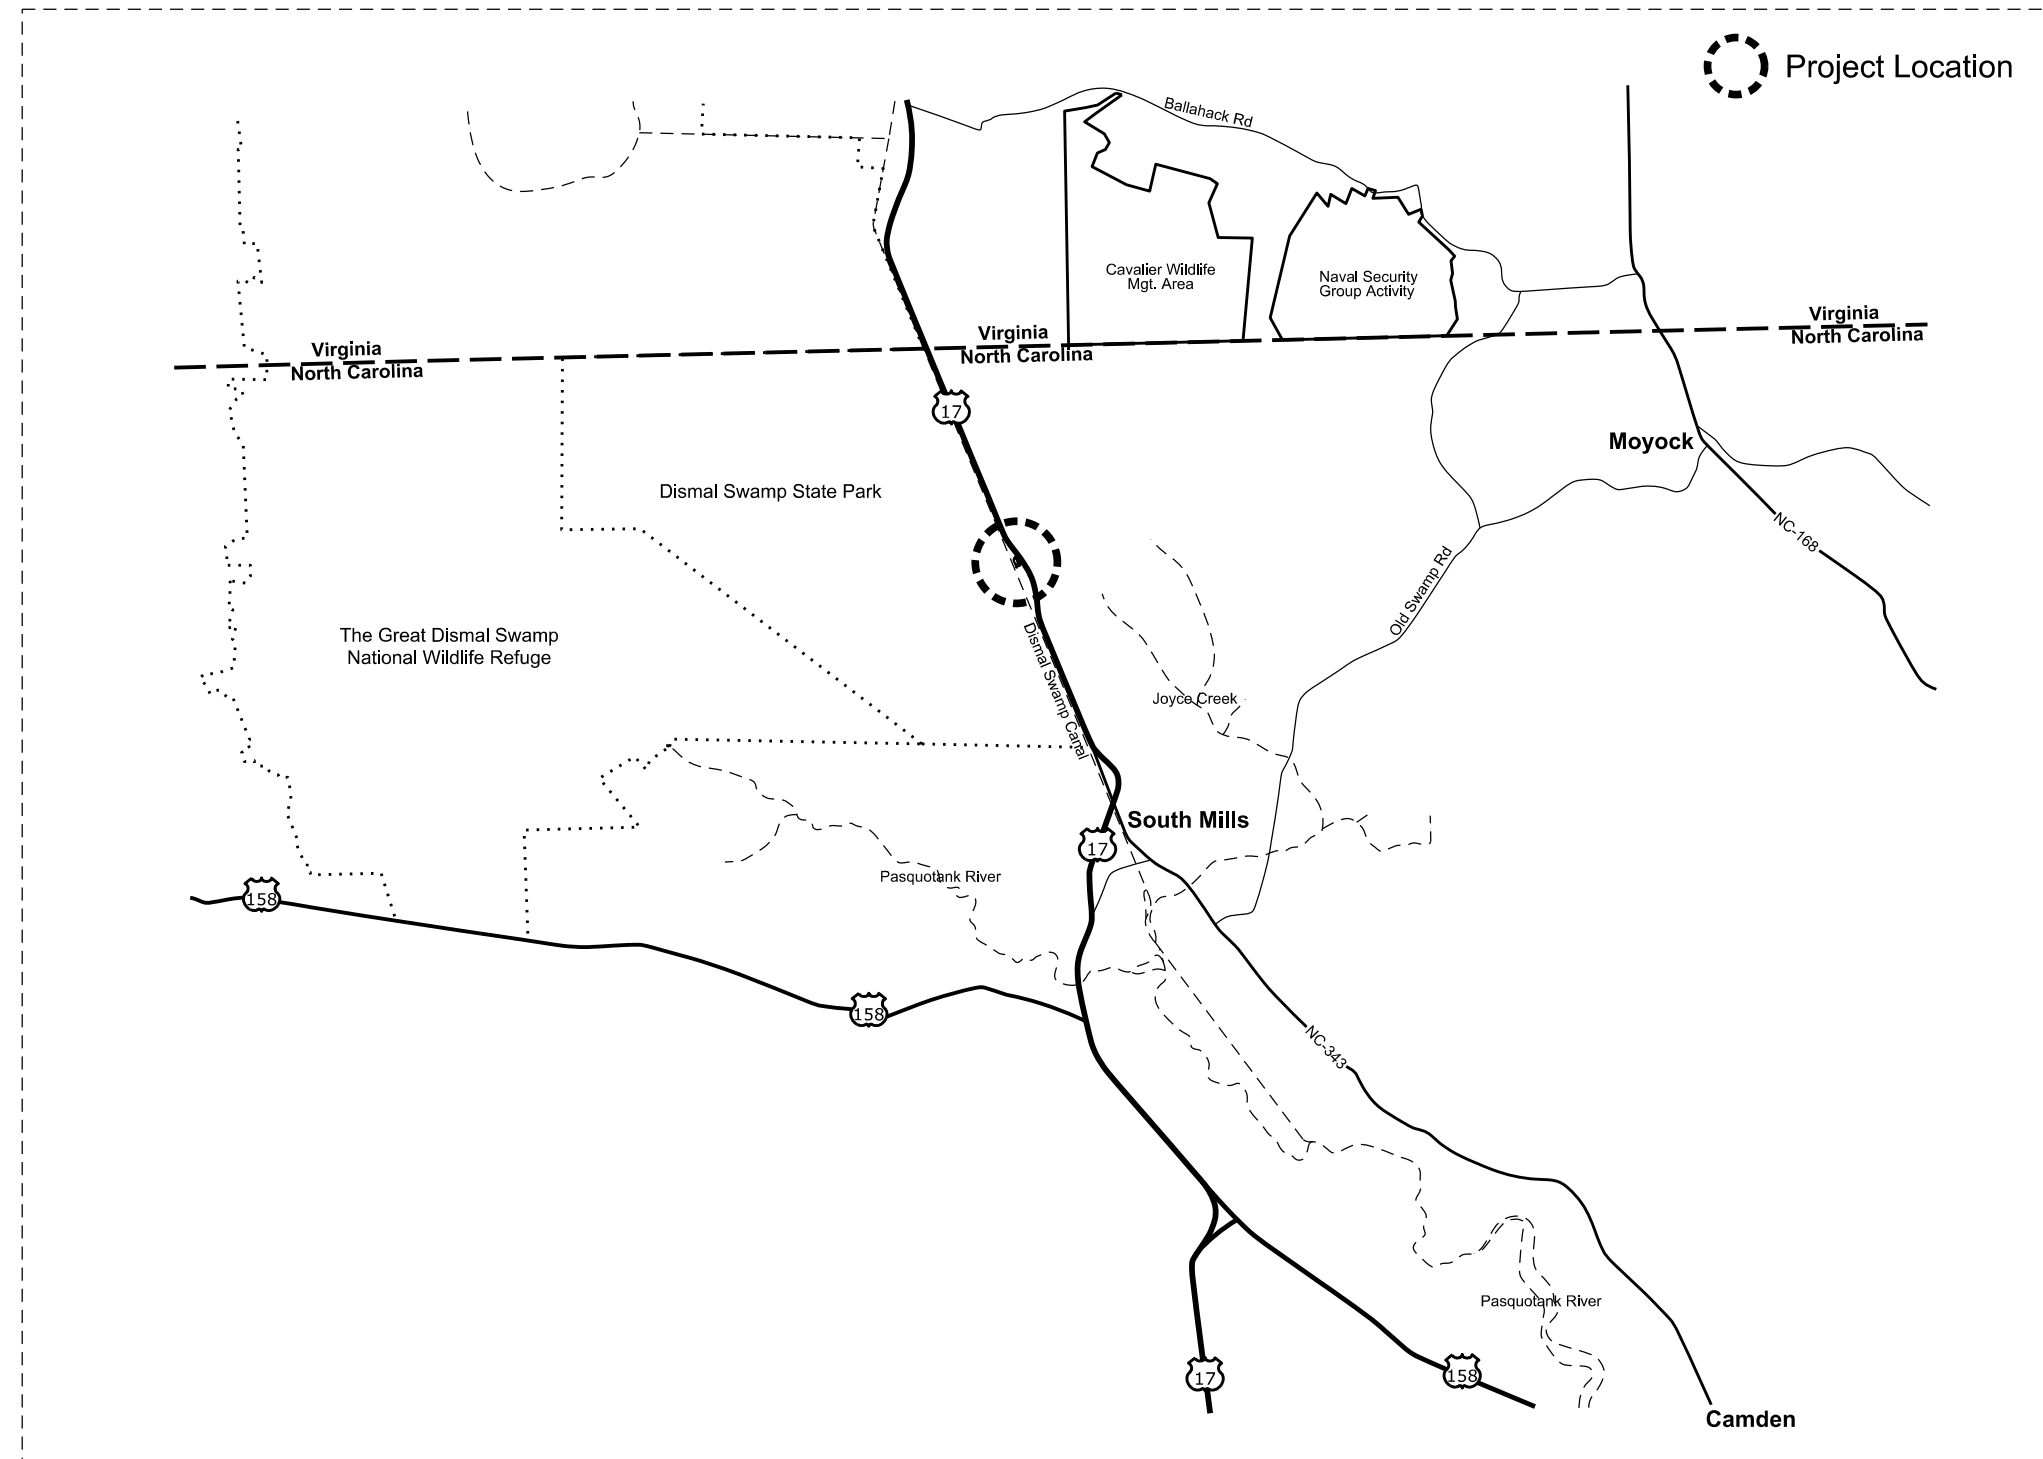 Project Location
Ballahack Rd
Cavalier Wildlife
Mgt. Area
Naval Security
Group Activity
Virginia
North Carolina
Virginia
North Carolina
Virginia
North Carolina
17
Moyock
Dismal Swamp State Park
NC-168
Old Swamp Rd
The Great Dismal Swamp
National Wildlife Refuge
Dismal Swamp Canal
Joyce Creek
South Mills
17
Pasquotank River
158
158
NC-343
Pasquotank River
17
158
Camden